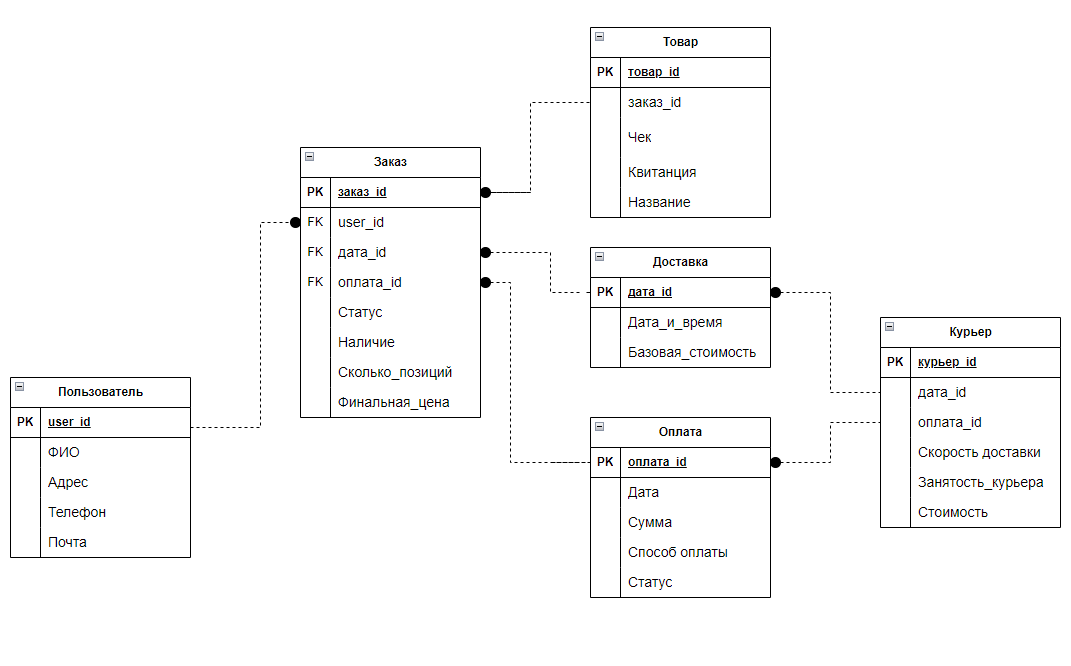 Товар
PK товар_id
заказ_id
Чек
Квитанция
Название
Заказ
PK заказ_id
FK user_id
FK дата_id
FK оплата_id
Статус
Наличие
Сколько_позиций
Финальная_цена
Доставка
PK дата_id
Дата_и_время
Базовая_стоимость
Курьер
PK курьер_id
дата_id
оплата_id
Скорость доставки
Занятость_курьера
Стоимость
Пользователь
PK user_id
ФИО
Адрес
Телефон
Почта
Оплата
PK оплата_id
Дата
Сумма
Способ оплаты
Статус